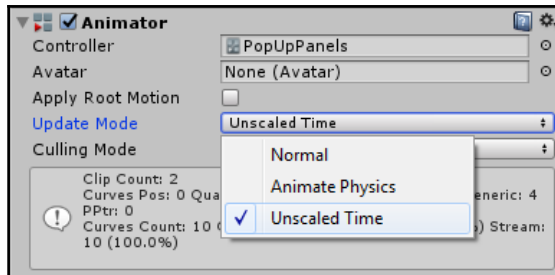 Animator
Controller PopUpPanels
Avatar None (Avatar)
Apply Root Motion
Update Mode Unscaled Time
Culling Mode
Normal
Animate Physics
Unscaled Time
Clip Count: 2
Curves Pos: 0 Qua eneric: 4
PPtr: 0
Curves Count: 10 ) Stream:
10 (100.0%)